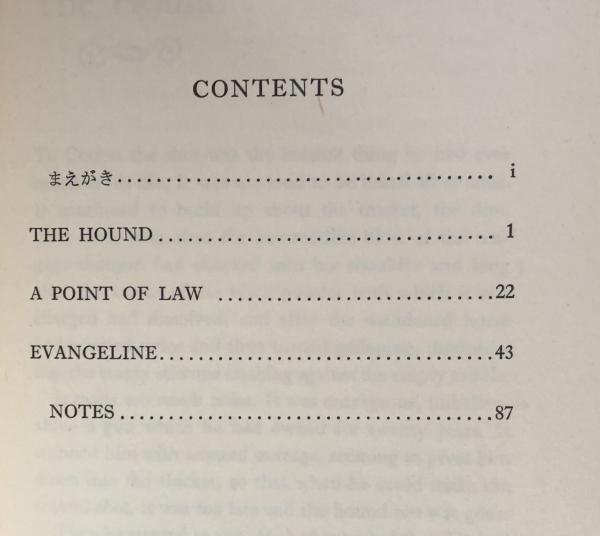 CONTENTS
まえがき........................................ i
THE HOUND........................................ 1
A POINT OF LAW ........................................ 22
EVANGELINE........................................ 43
NOTES........................................ 87